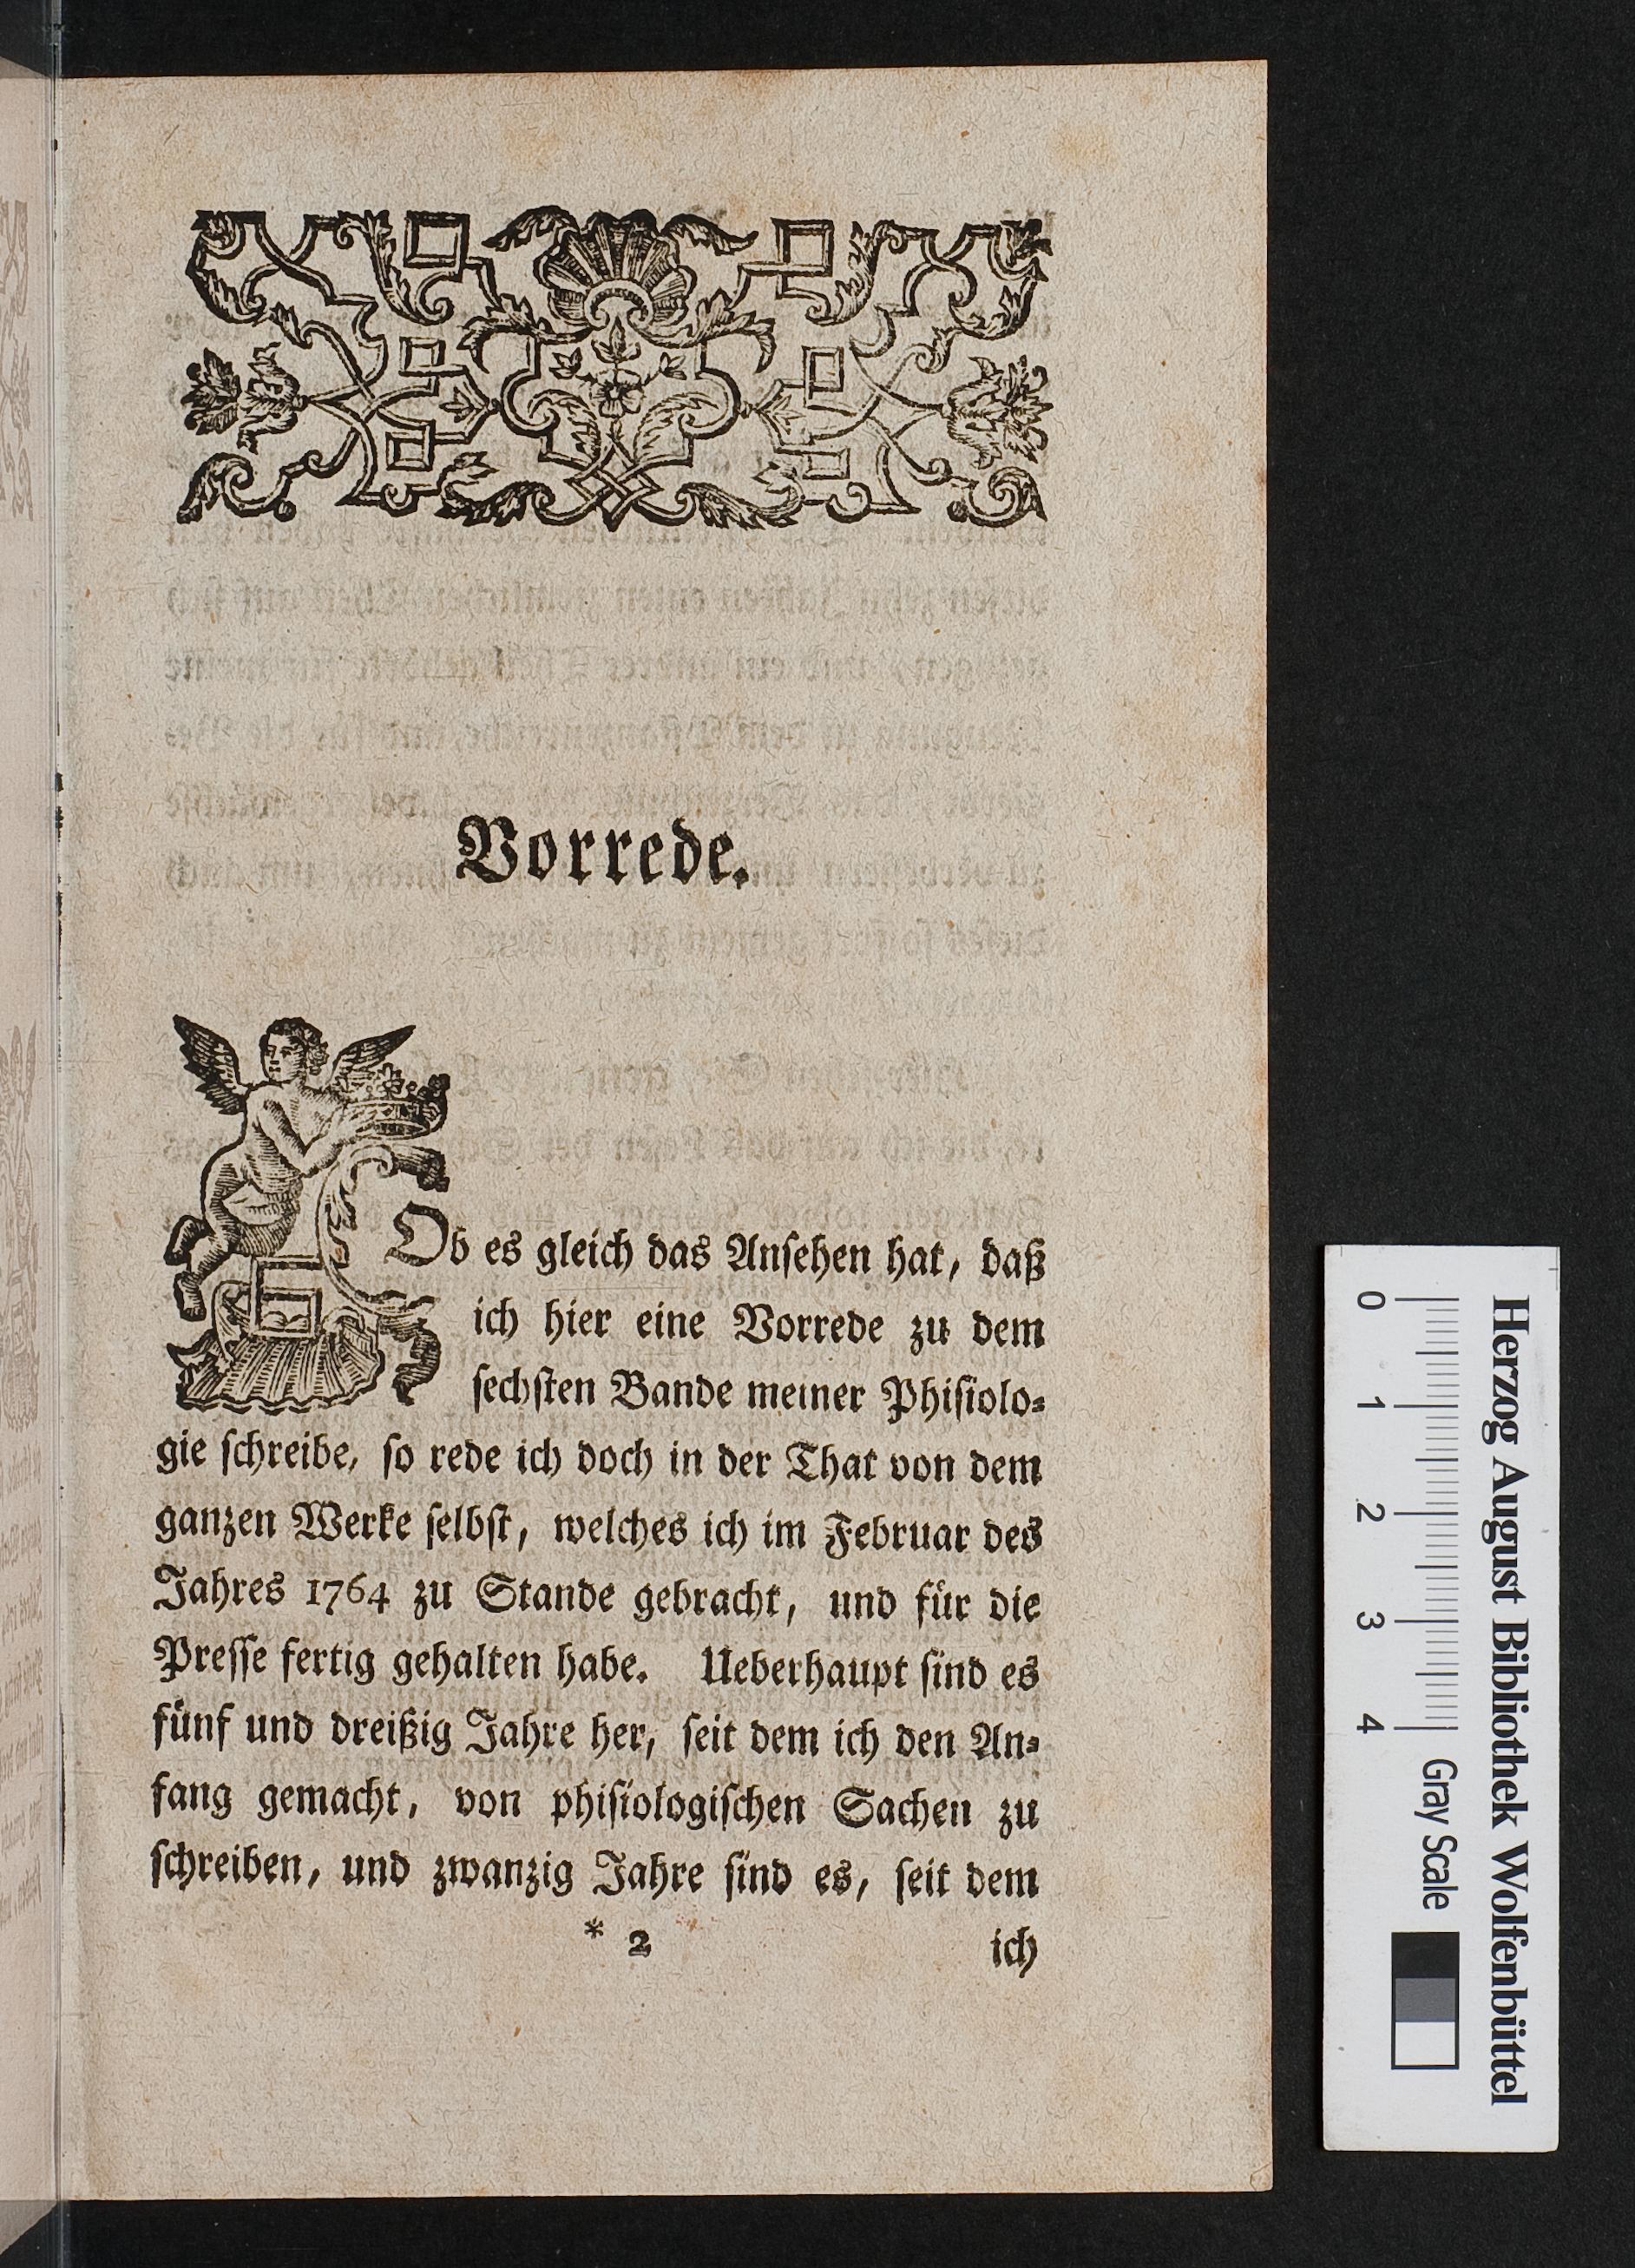 Vorrede.
Ob es gleich das Anſehen hat, daß
ich hier eine Vorrede zu dem
ſechſten Bande meiner Phiſiolo⸗
gie ſchreibe, ſo rede ich doch in der That von dem
ganzen Werke ſelbſt, welches ich im Februar des
Jahres 1764 zu Stande gebracht, und für die
Preſſe fertig gehalten habe. Ueberhaupt ſind es
fünf und dreißig Jahre her, ſeit dem ich den An⸗
fang gemacht, von phiſiologiſchen Sachen zu
ſchreiben, und zwanzig Jahre ſind es, ſeit dem
* 2 ich
Herzog August Bibliothek Wolfenbüttel
0 1 2 3 4 Gray Scale